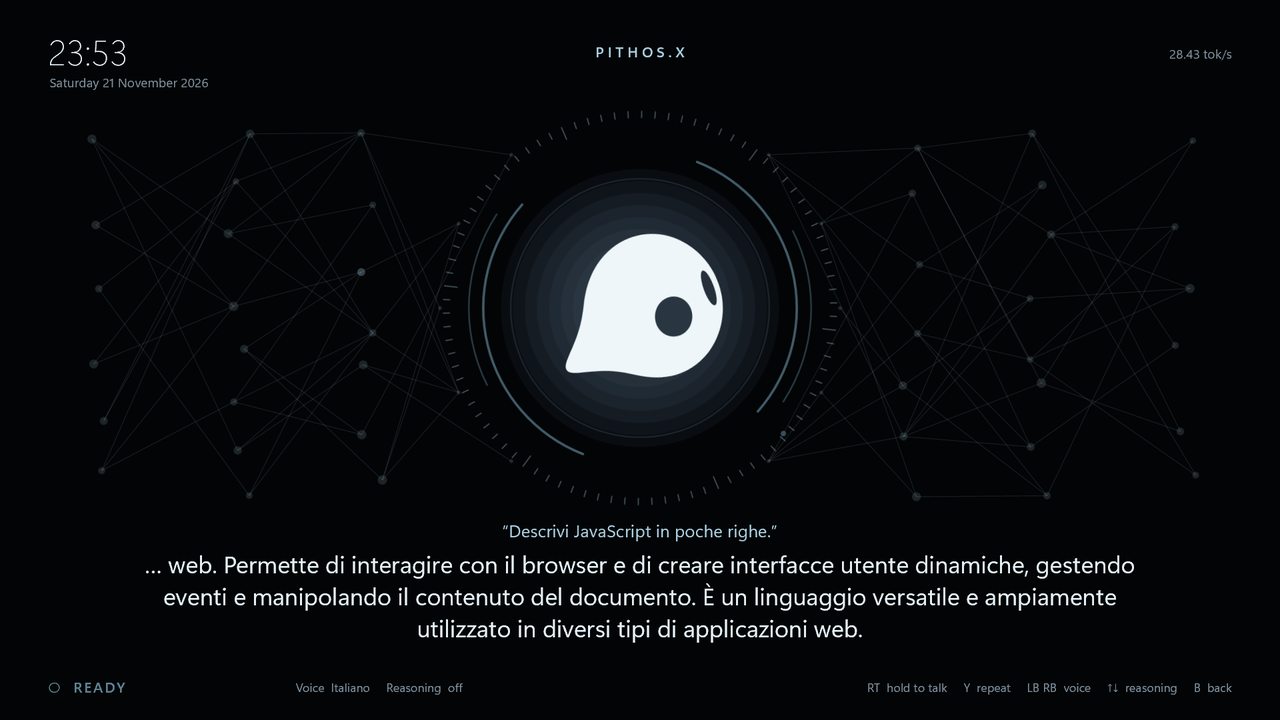 23:53
Saturday 21 November 2026
PITHOS.X
28.43 tok/s
“Descrivi JavaScript in poche righe.”
... web. Permette di interagire con il browser e di creare interfacce utente dinamiche, gestendo
eventi e manipolando il contenuto del documento. È un linguaggio versatile e ampiamente
utilizzato in diversi tipi di applicazioni web.
READY
Voice Italiano Reasoning off
RT hold to talk Y repeat LB RB voice ↑↓ reasoning B back